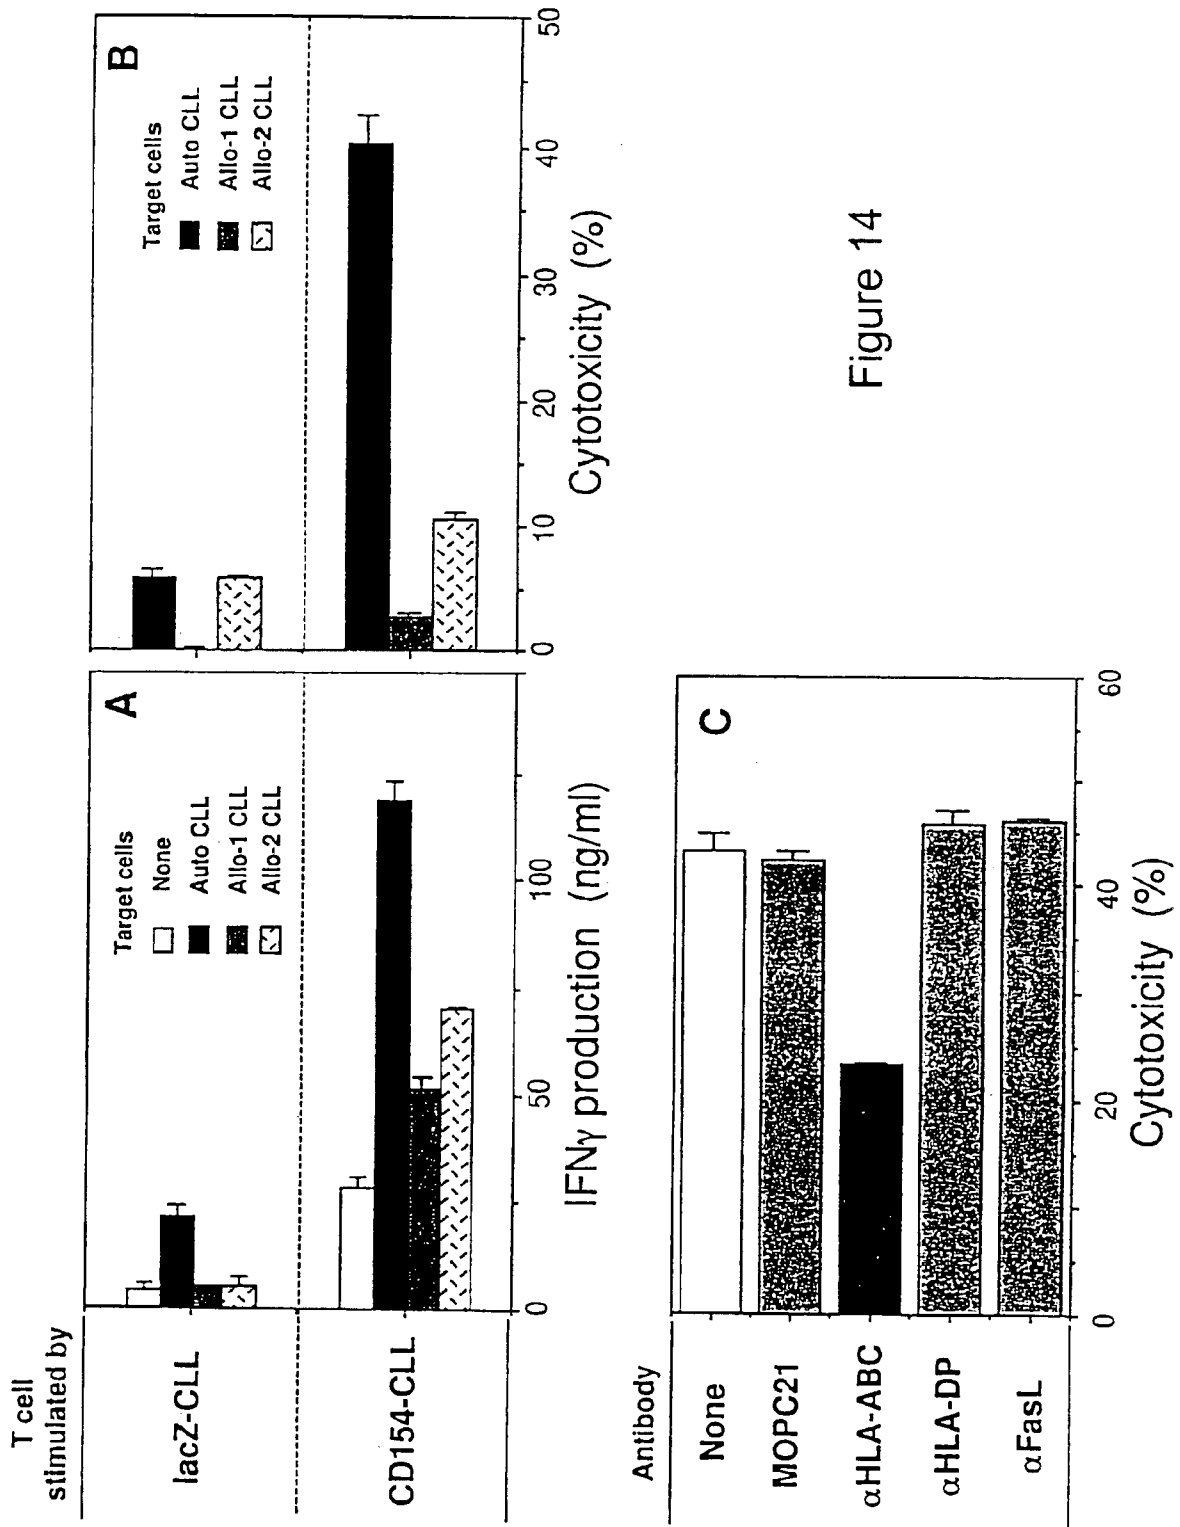 T cell
stimulated by
lacZ-CLL
CD154-CLL
A
Target cells
None
Auto CLL
Allo-1 CLL
Allo-2 CLL
0
50
100
IFNγ production (ng/ml)
B
Target cells
Auto CLL
Allo-1 CLL
Allo-2 CLL
0
10
20
30
40
50
Cytotoxicity (%)
Antibody
None
MOPC21
αHLA-ABC
αHLA-DP
αFasL
C
0
20
40
60
Cytotoxicity (%)
Figure 14